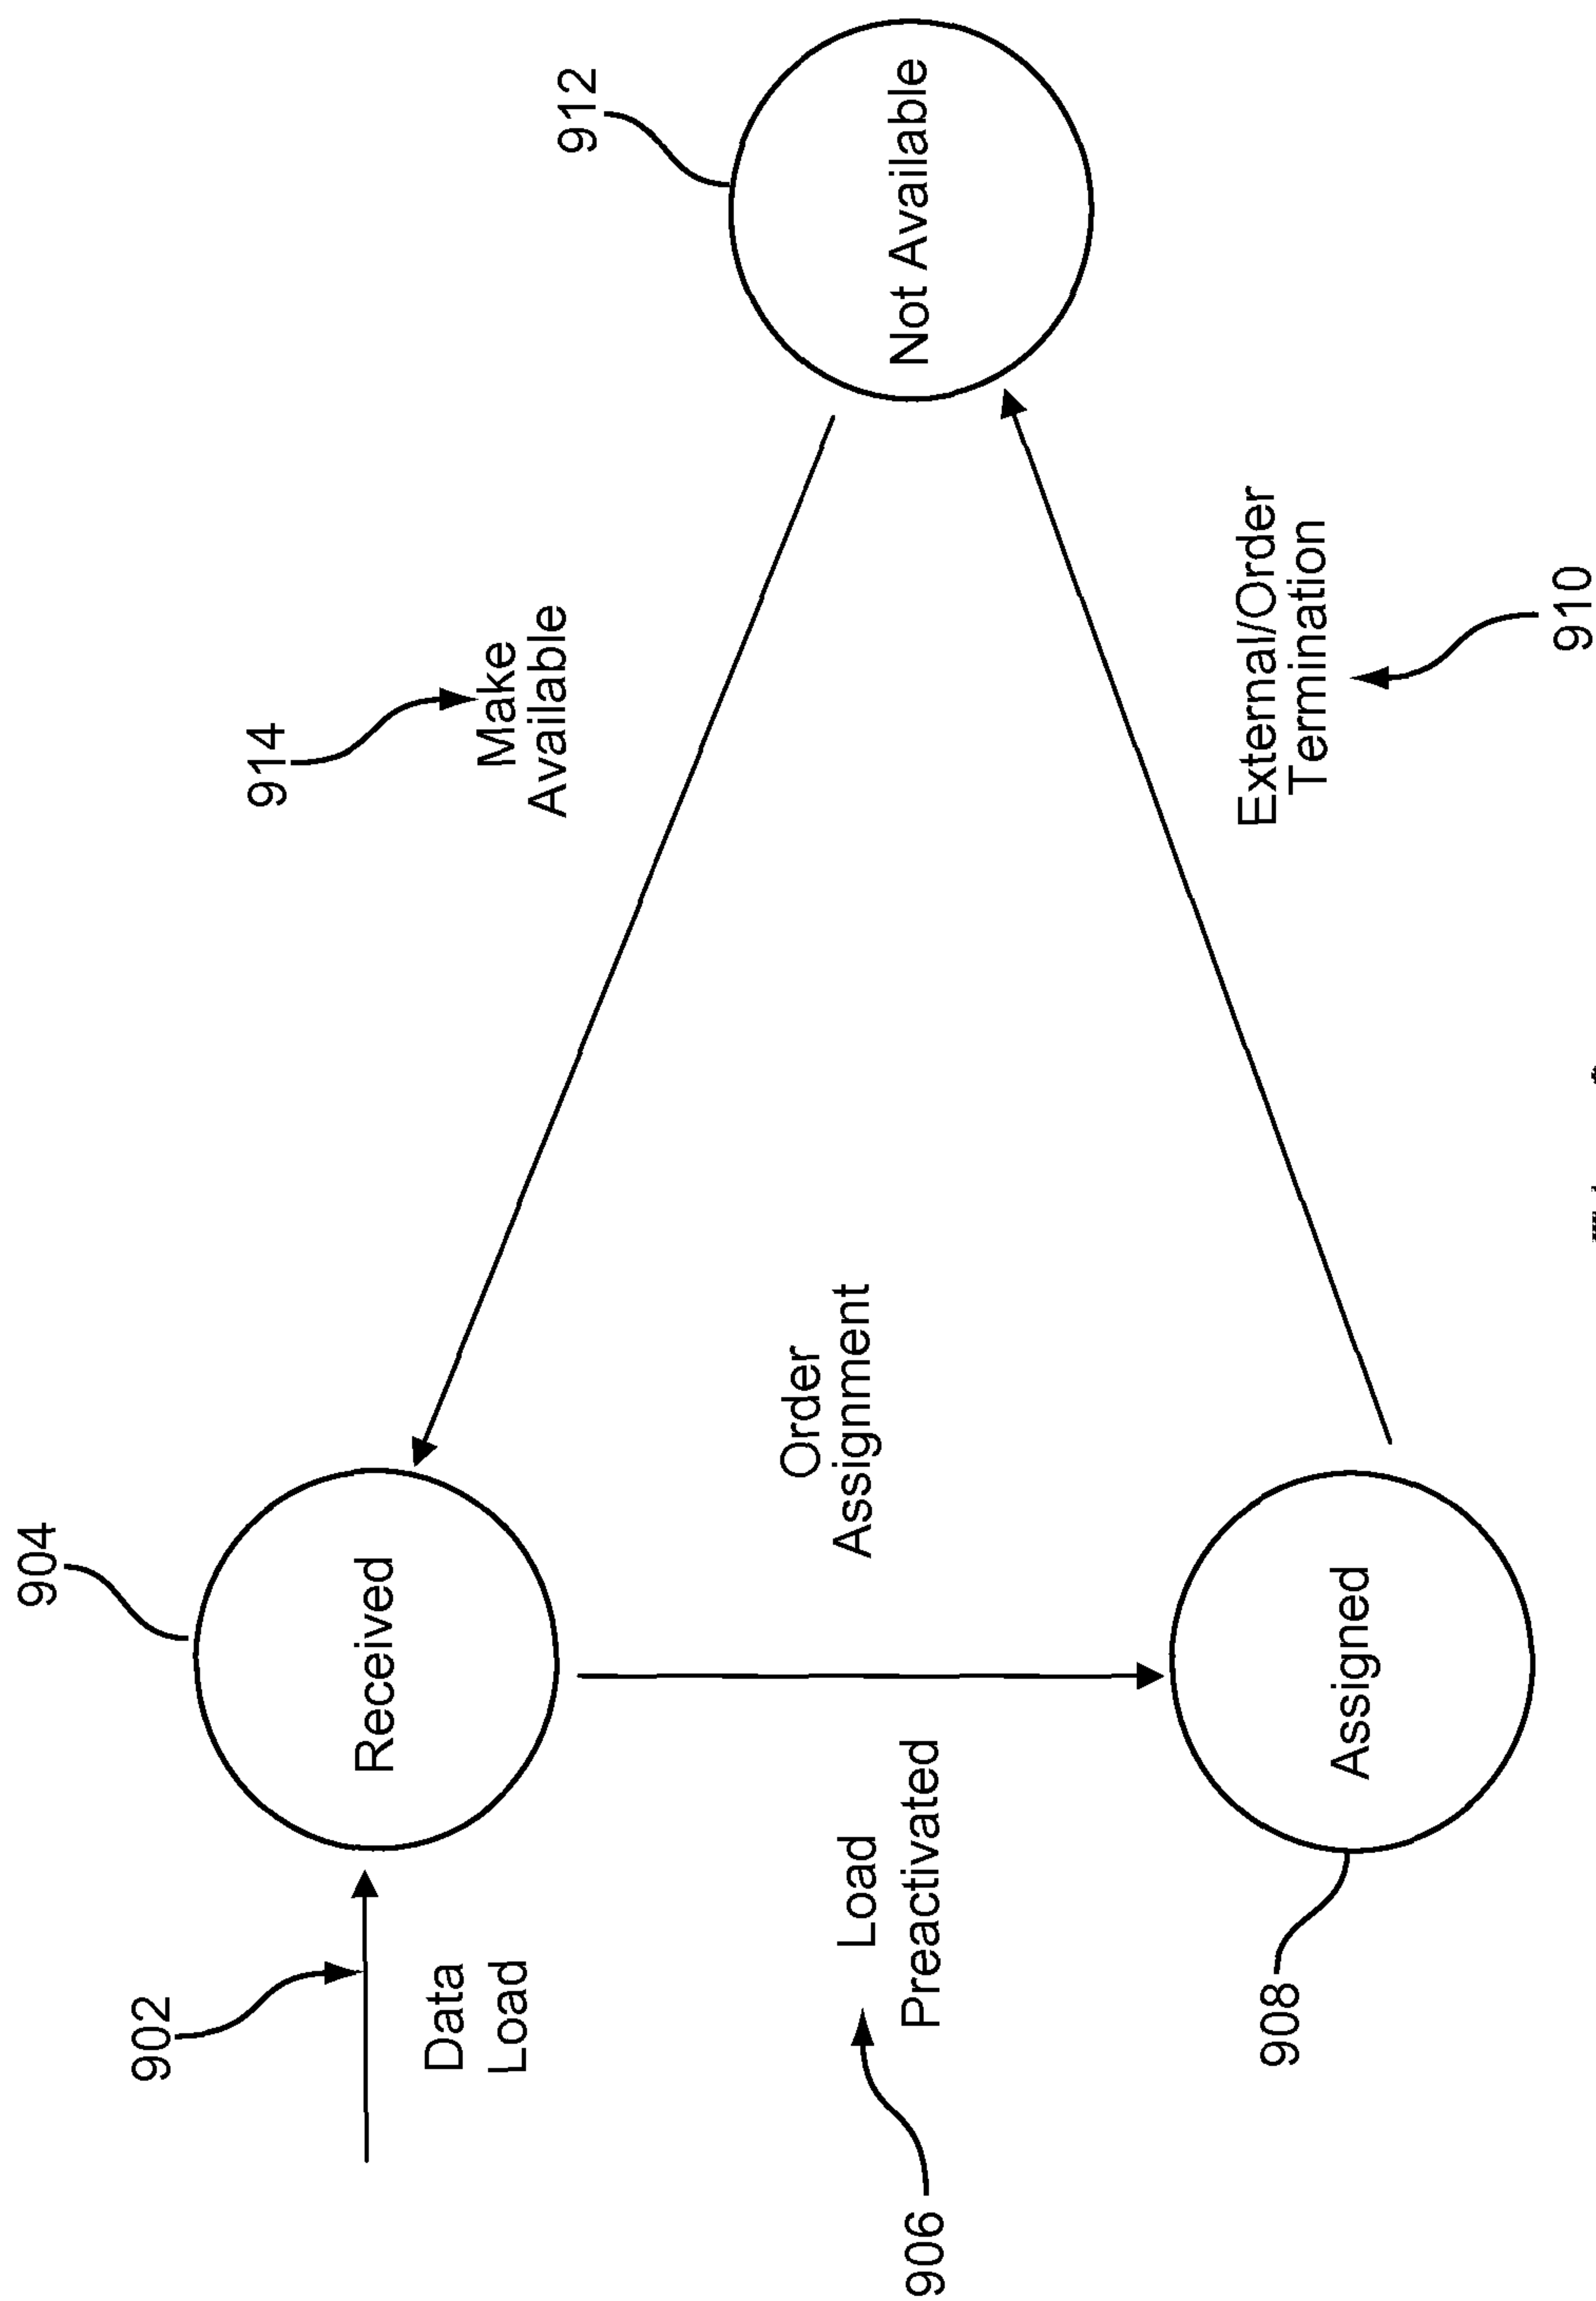 904
902
914
Received
Data
Load
Make
Available
912
Order
Assignment
Load
Preactivated
906
Not Available
External/Order
Termination
908
Assigned
910